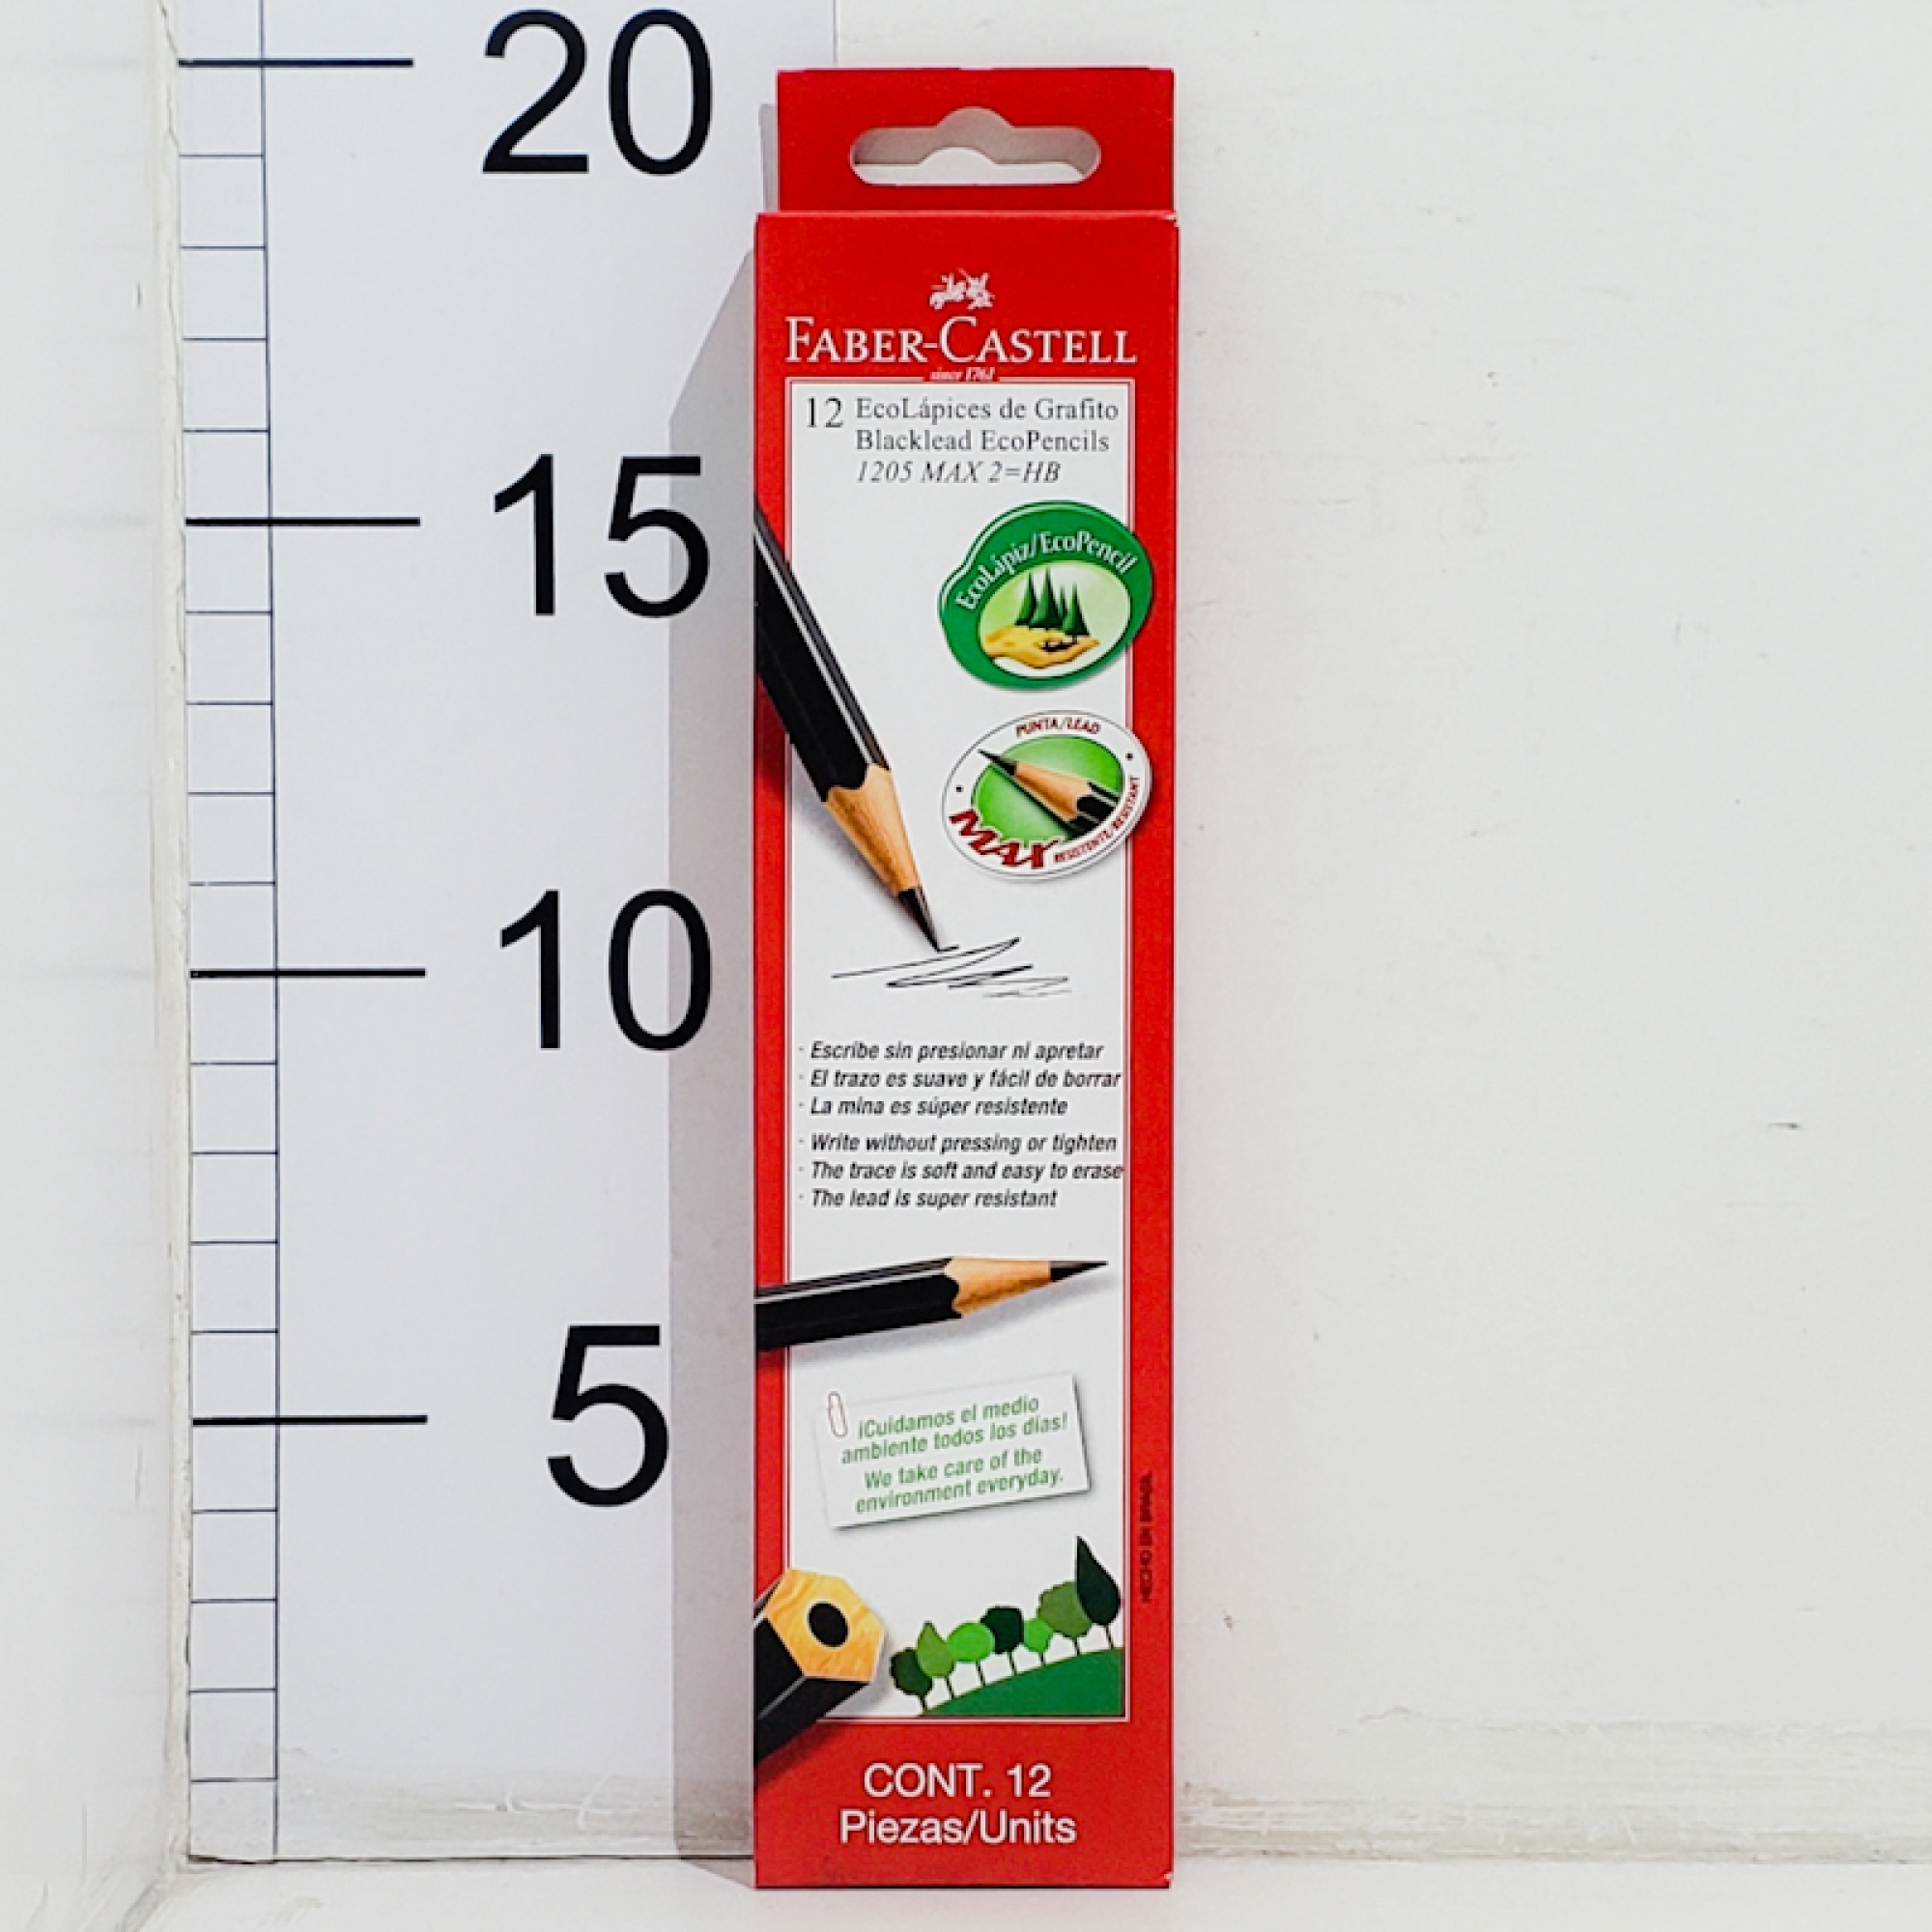 20
15
10
5
FABER-CASTELL
since 1761
12 EcoLápices de Grafito
Blacklead EcoPencils
1205 MAX 2=HB
EcoLápiz/EcoPencil
PUNTA/LEAD
MAX
RESISTENTE/RESISTANT
· Escribe sin presionar ni apretar
· El trazo es suave y fácil de borrar
· La mina es súper resistente
· Write without pressing or tighten
· The trace is soft and easy to erase
· The lead is super resistant
¡Cuidamos el medio
ambiente todos los días!
We take care of the
environment everyday.
HECHO EN BRASIL
CONT. 12
Piezas/Units